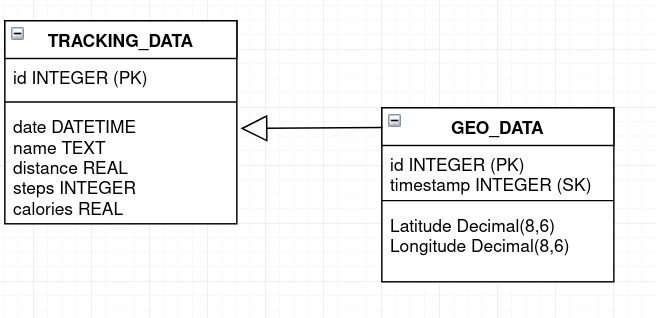 TRACKING_DATA
id INTEGER (PK)
date DATETIME
name TEXT
distance REAL
steps INTEGER
calories REAL
GEO_DATA
id INTEGER (PK)
timestamp INTEGER (SK)
Latitude Decimal(8,6)
Longitude Decimal(8,6)